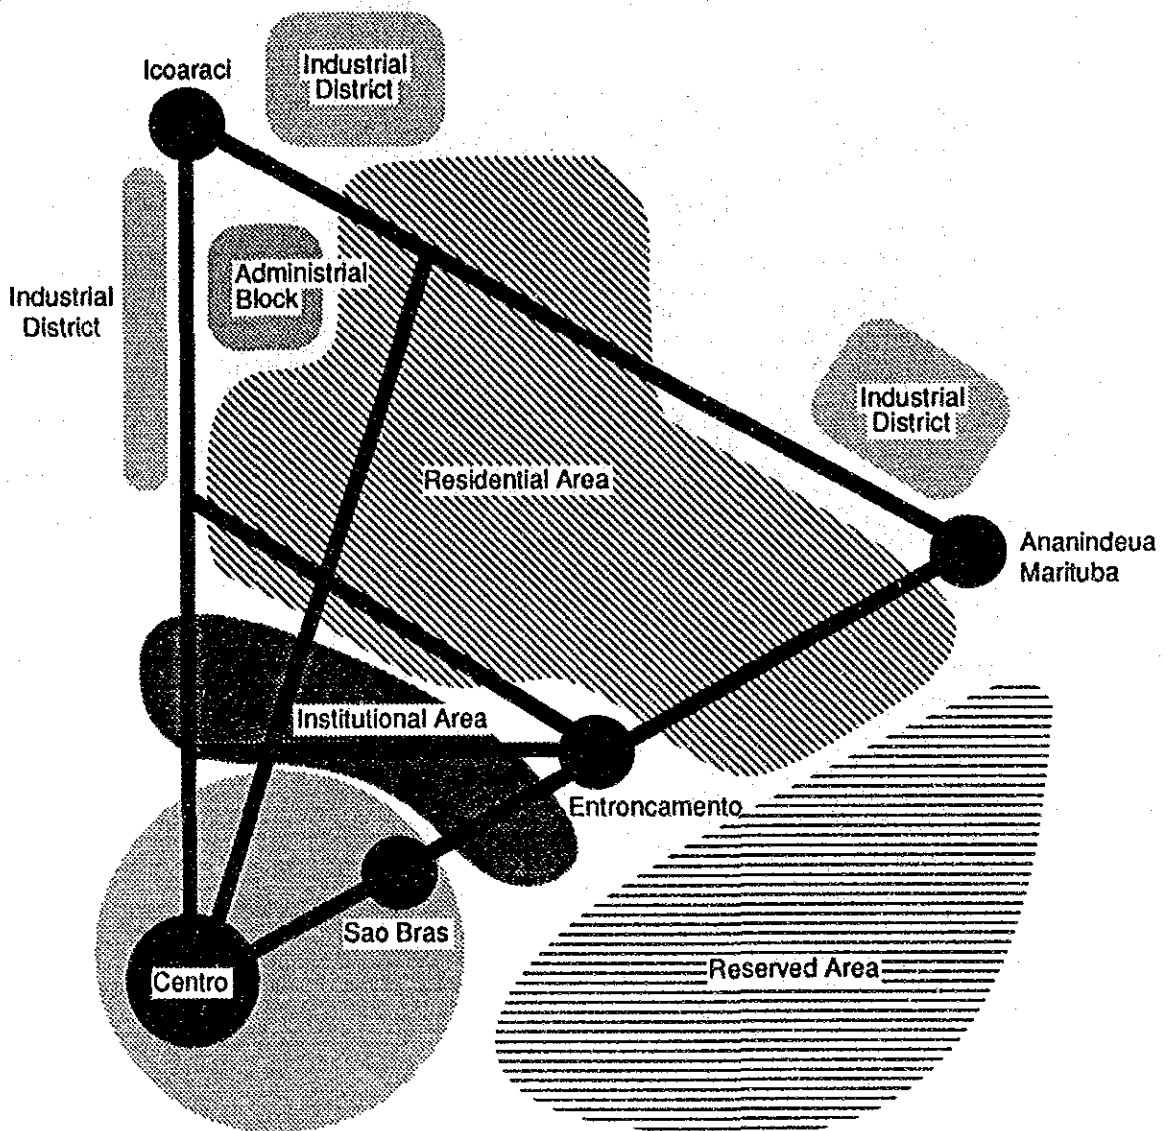 Icoaraci
Industrial
District
Administrial
Block
Industrial
District
Industrial
District
Residential Area
Ananindeua
Marituba
Institutional Area
Entroncamento
Sao Bras
Reserved Area
Centro